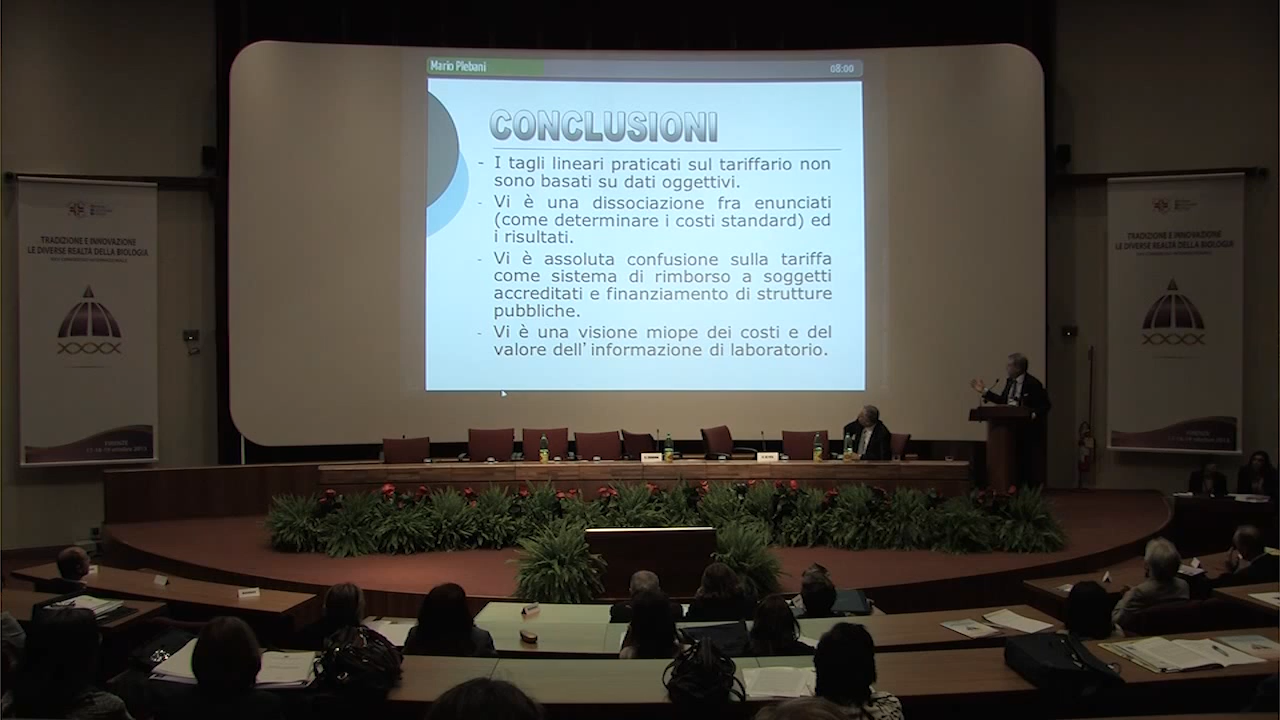 Mario Plebani
08:00
CONCLUSIONI
- I tagli lineari praticati sul tariffario non
sono basati su dati oggettivi.
- Vi è una dissociazione fra enunciati
(come determinare i costi standard) ed
i risultati.
- Vi è assoluta confusione sulla tariffa
come sistema di rimborso a soggetti
accreditati e finanziamento di strutture
pubbliche.
- Vi è una visione miope dei costi e del
valore dell'informazione di laboratorio.
TRADIZIONE E INNOVAZIONE
LE DIVERSE REALTÀ DELLA BIOLOGIA
FIRENZE
TRADIZIONE E INNOVAZIONE
LE DIVERSE REALTÀ DELLA BIOLOGIA
FIRENZE